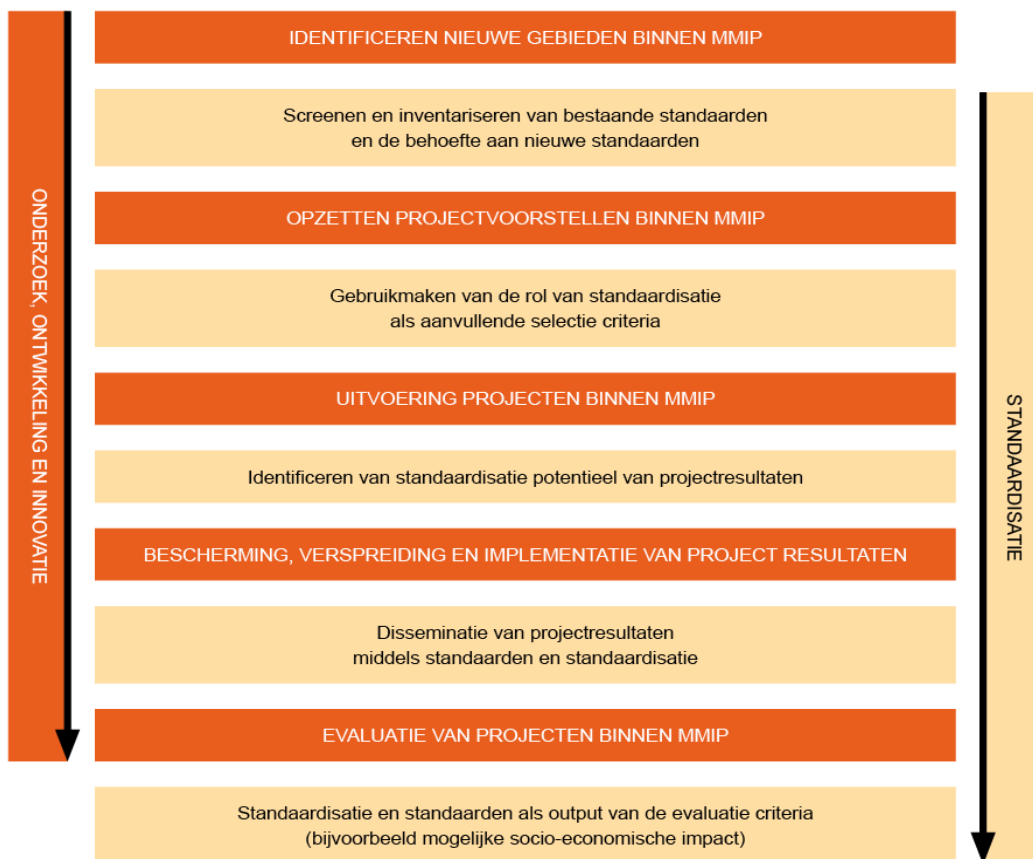 IDENTIFICEREN NIEUWE GEBIEDEN BINNEN MMIP
Screenen en inventariseren van bestaande standaarden
en de behoefte aan nieuwe standaarden
OPZETTEN PROJECTVOORSTELLEN BINNEN MMIP
Gebruikmaken van de rol van standaardisatie
als aanvullende selectie criteria
UITVOERING PROJECTEN BINNEN MMIP
Identificeren van standaardisatie potentieel van projectresultaten
BESCHERMING, VERSPREIDING EN IMPLEMENTATIE VAN PROJECT RESULTATEN
Disseminatie van projectresultaten
middels standaarden en standaardisatie
EVALUATIE VAN PROJECTEN BINNEN MMIP
Standaardisatie en standaarden als output van de evaluatie criteria
(bijvoorbeeld mogelijke socio-economische impact)
ONDERZOEK, ONTWIKKELING EN INNOVATIE
STANDAARDISATIE